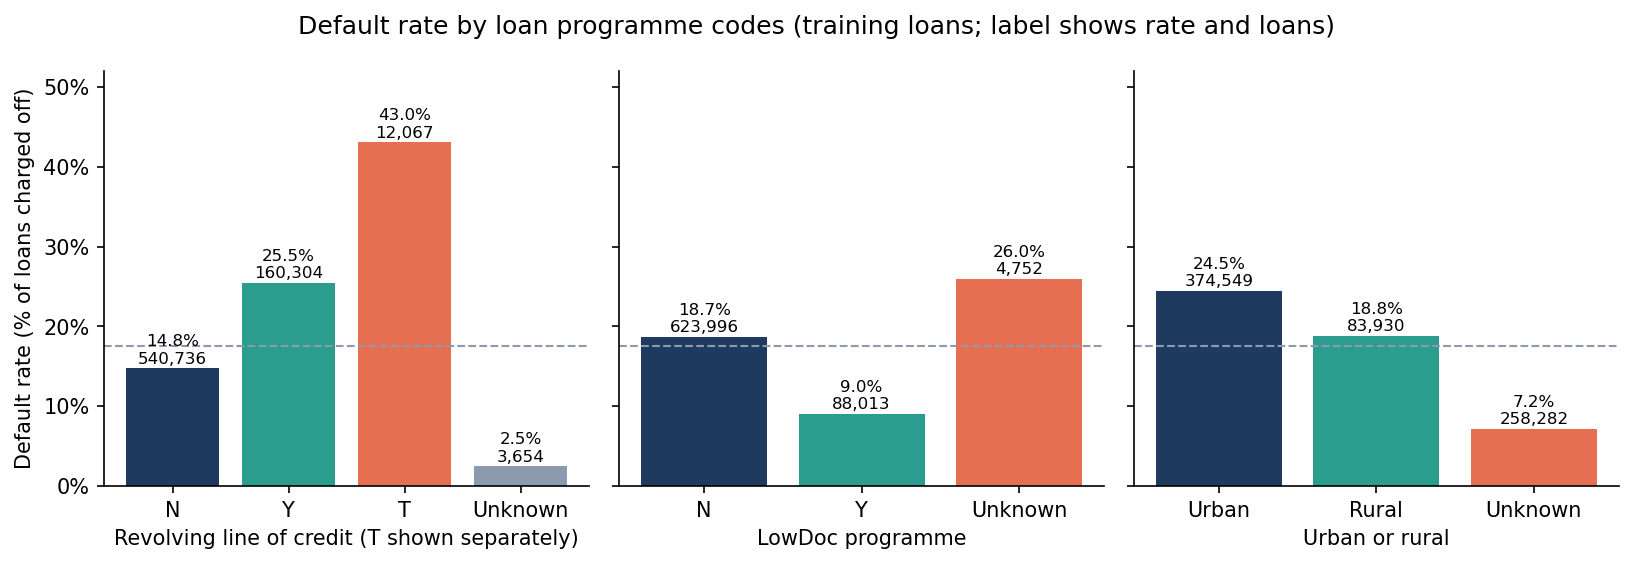 Default rate by loan programme codes (training loans; label shows rate and loans)
Default rate (% of loans charged off)
50%
40%
30%
20%
10%
0%
14.8%
540,736
25.5%
160,304
43.0%
12,067
2.5%
3,654
N
Y
T
Unknown
Revolving line of credit (T shown separately)
18.7%
623,996
9.0%
88,013
26.0%
4,752
N
Y
Unknown
LowDoc programme
24.5%
374,549
18.8%
83,930
7.2%
258,282
Urban
Rural
Unknown
Urban or rural